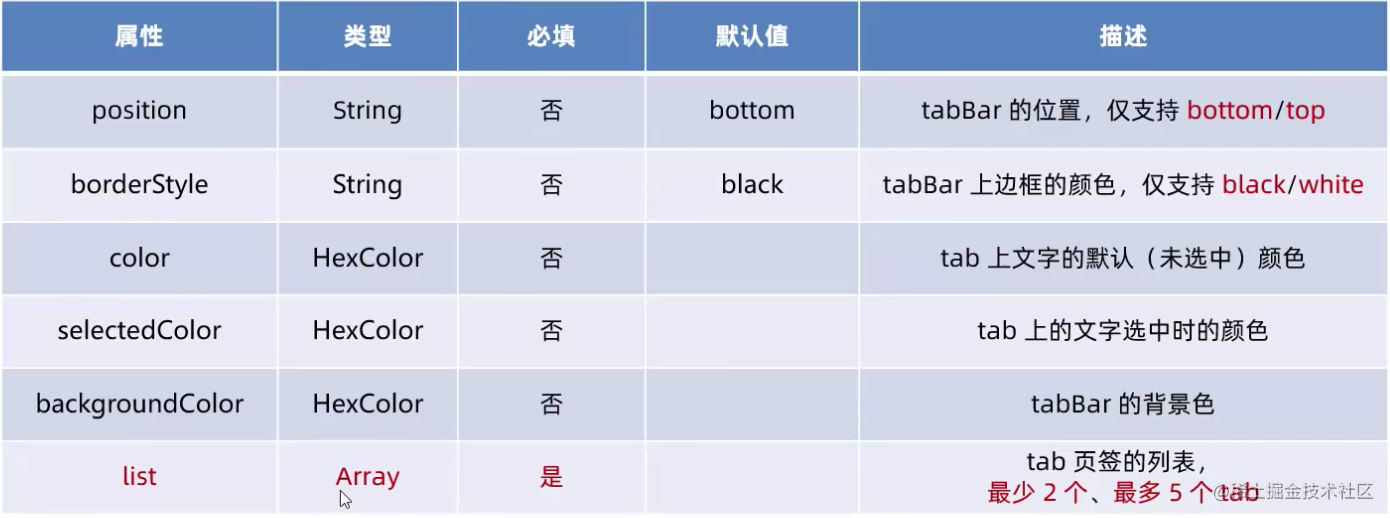 属性 类型 必填 默认值 描述
position String 否 bottom tabBar 的位置，仅支持 bottom/top
borderStyle String 否 black tabBar 上边框的颜色，仅支持 black/white
color HexColor 否 tab 上文字的默认（未选中）颜色
selectedColor HexColor 否 tab 上的文字选中时的颜色
backgroundColor HexColor 否 tabBar 的背景色
list Array 是 tab 页签的列表，
最少 2 个、最多 5 个 tab
@稀土掘金技术社区